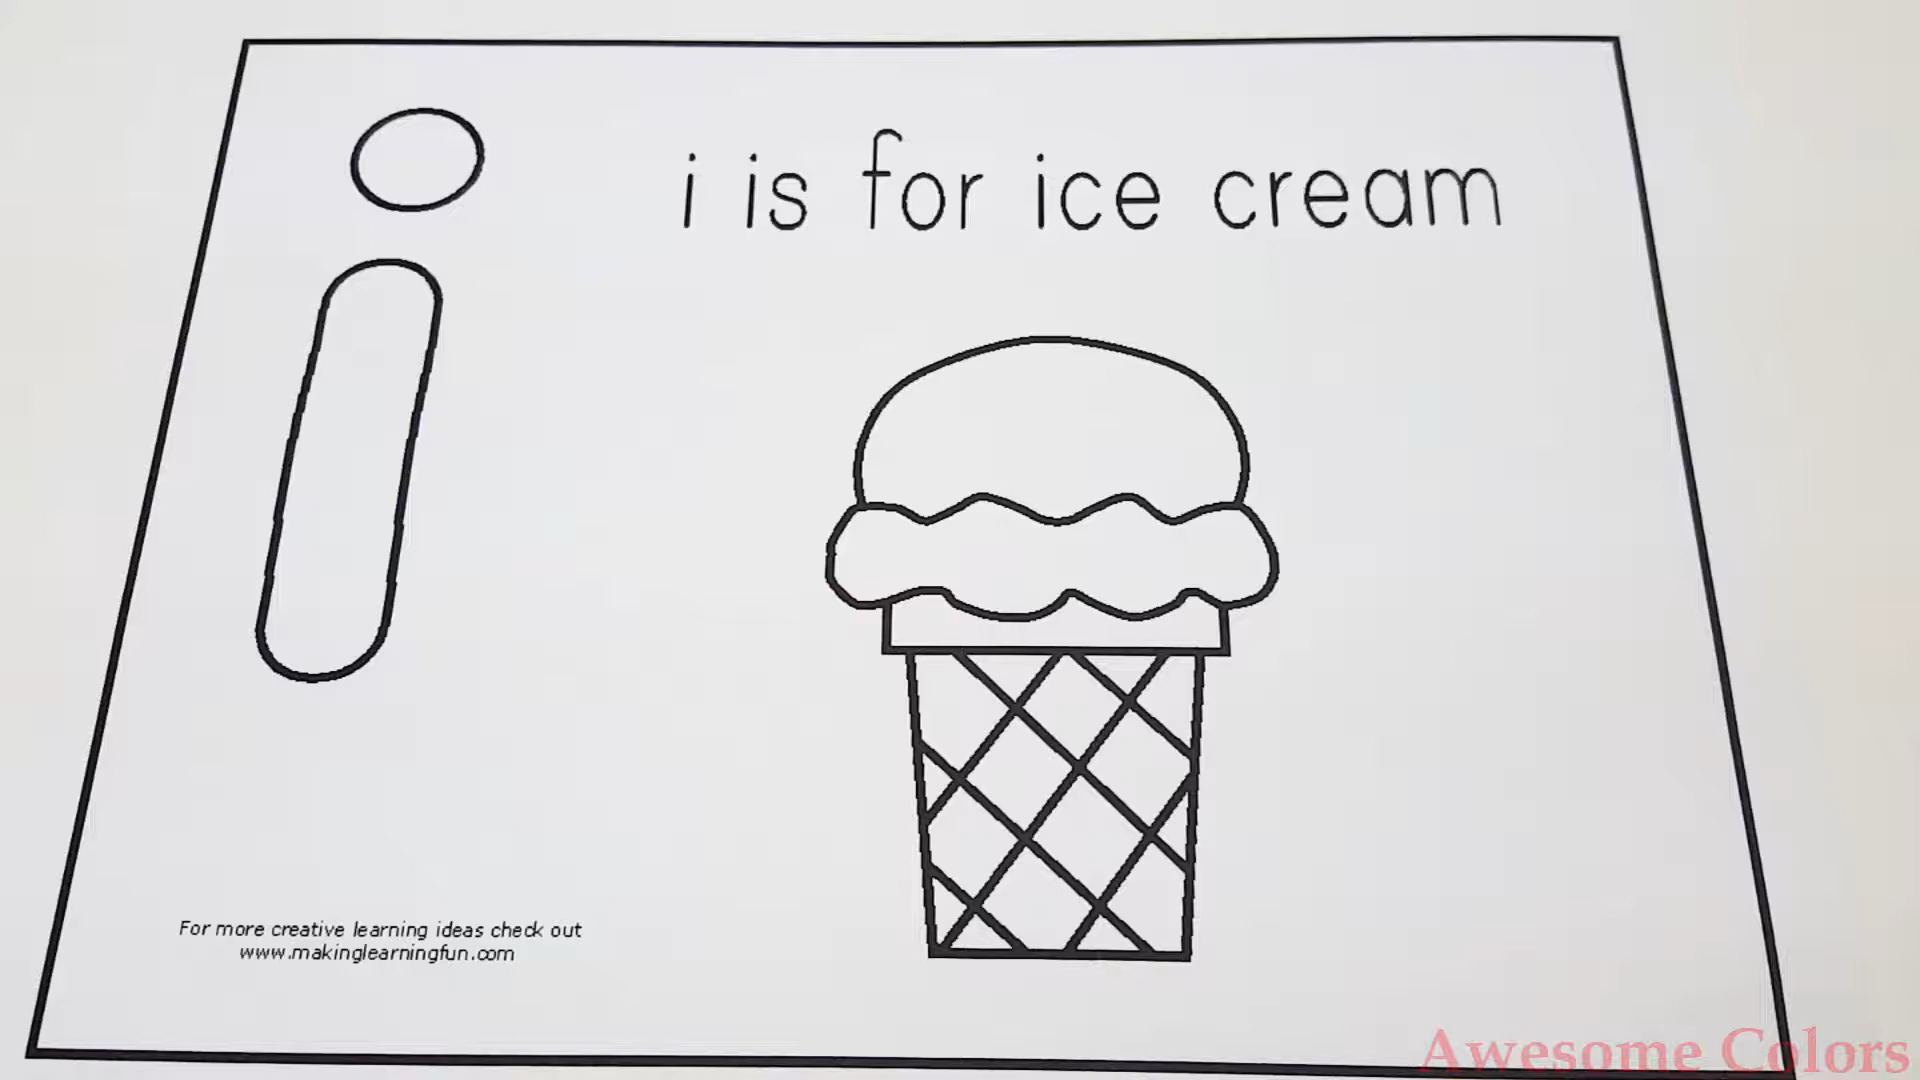 i is for ice cream
For more creative learning ideas check out
www.makinglearningfun.com
Awesome Colors